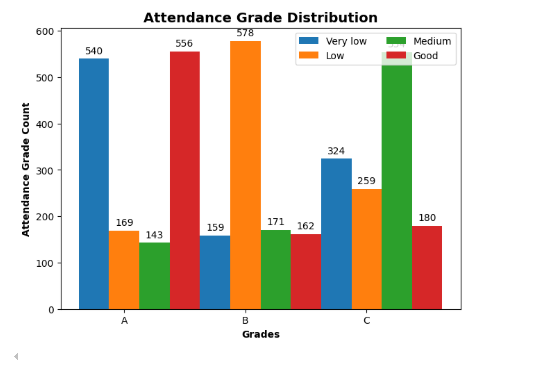 Attendance Grade Distribution
Very low
Low
Medium
Good
Attendance Grade Count
600
500
400
300
200
100
0
540
169
143
556
159
578
171
162
324
259
180
A
B
C
Grades